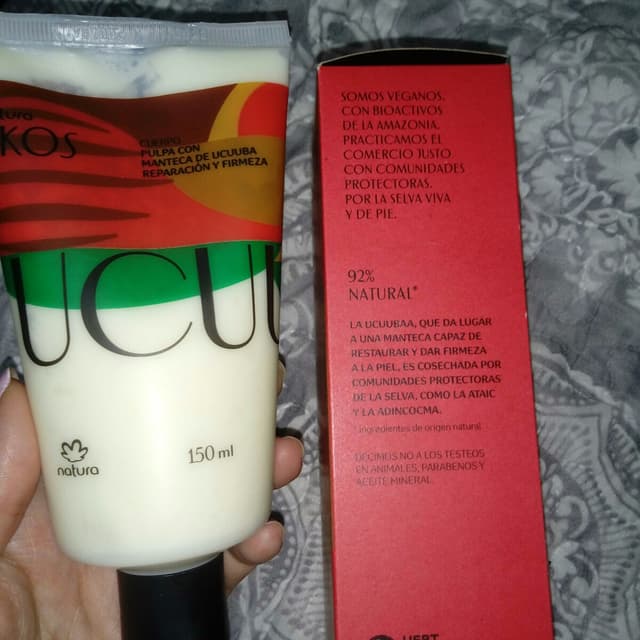 tura
KOS
CUERPO
PULPA CON
MANTECA DE UCUUBA
REPARACIÓN Y FIRMEZA
UCUU
natura
150 ml
SOMOS VEGANOS,
CON BIOACTIVOS
DE LA AMAZONIA.
PRACTICAMOS EL
COMERCIO JUSTO
CON COMUNIDADES
PROTECTORAS.
POR LA SELVA VIVA
Y DE PIE.
92%
NATURAL*
LA UCUUBAA, QUE DA LUGAR
A UNA MANTECA CAPAZ DE
RESTAURAR Y DAR FIRMEZA
A LA PIEL, ES COSECHADA POR
COMUNIDADES PROTECTORAS
DE LA SELVA, COMO LA ATAIC
Y LA ADINCOCMA.
*ingredientes de origen natural
DECIMOS NO A LOS TESTEOS
EN ANIMALES, PARABENOS Y
ACEITE MINERAL.